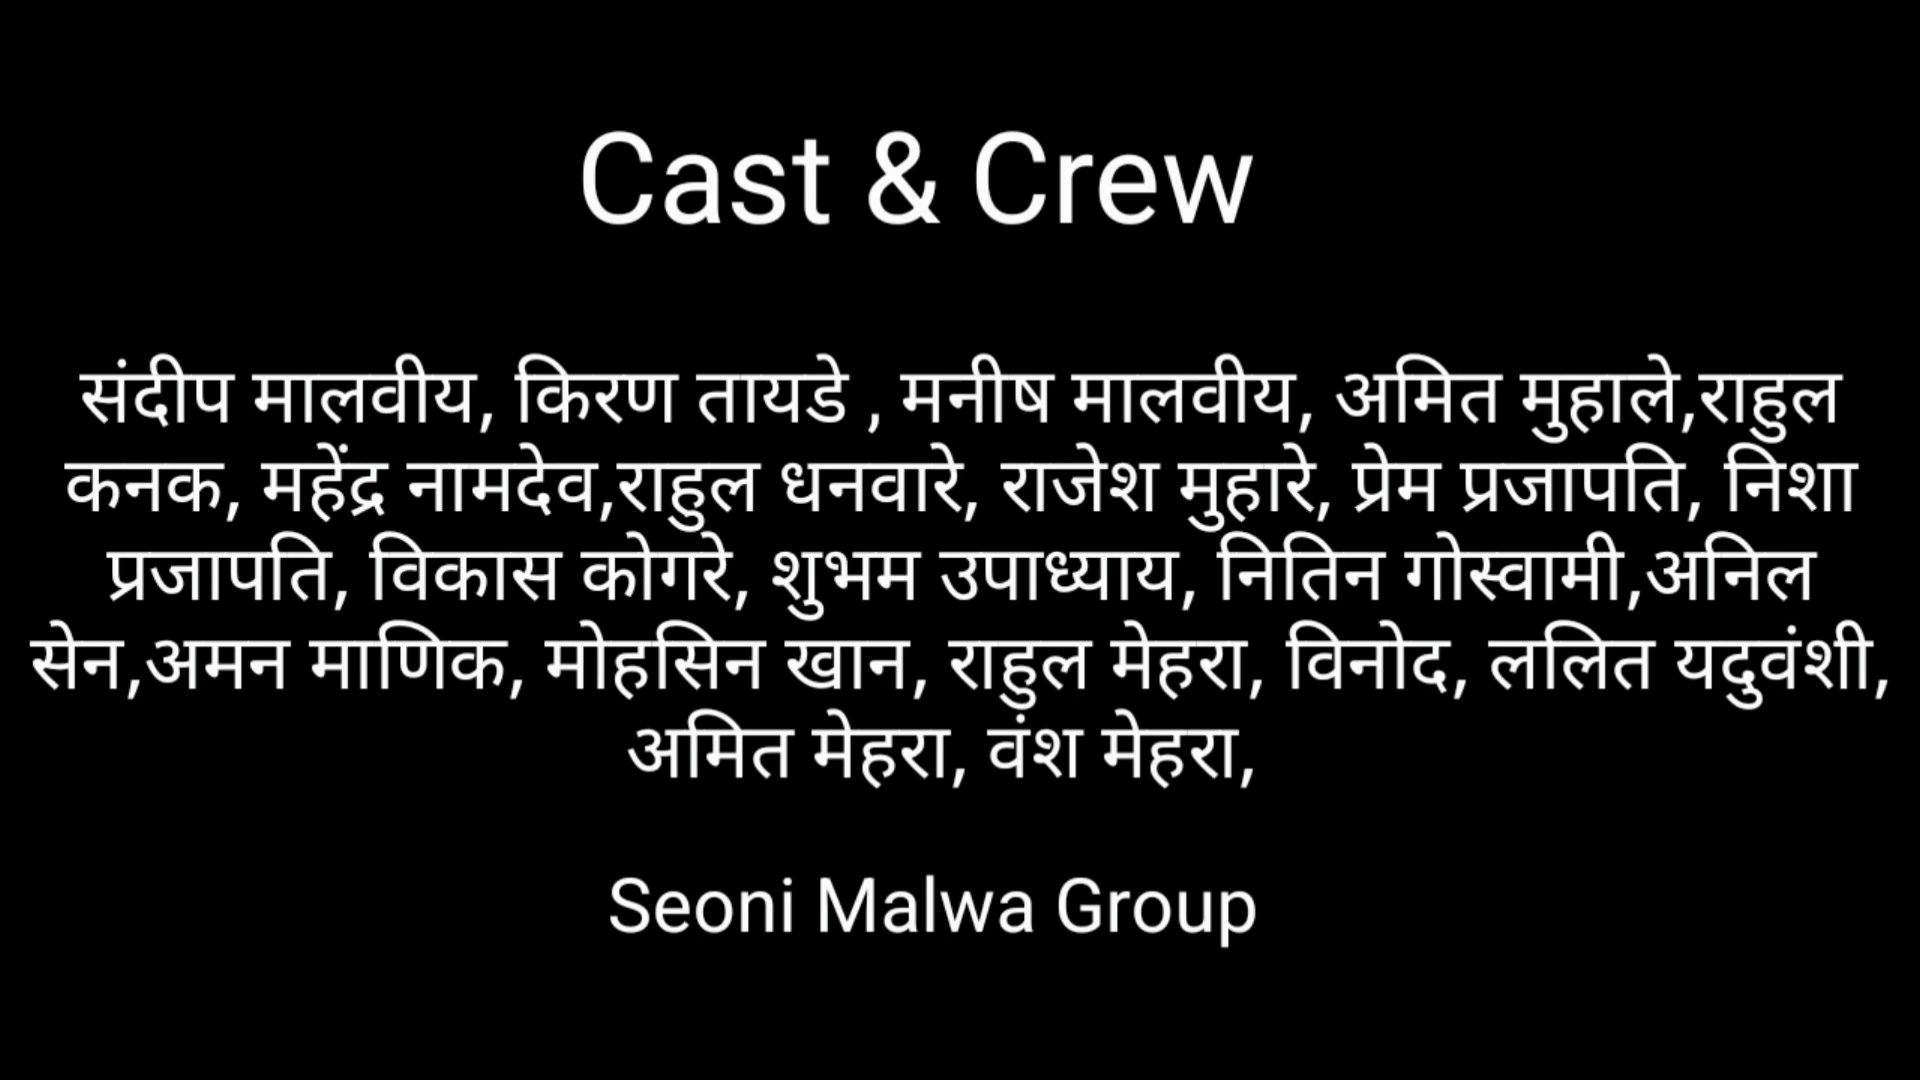 Cast & Crew
संदीप मालवीय, किरण तायडे , मनीष मालवीय, अमित मुहाले,राहुल
कनक, महेंद्र नामदेव,राहुल धनवारे, राजेश मुहारे, प्रेम प्रजापति, निशा
प्रजापति, विकास कोगरे, शुभम उपाध्याय, नितिन गोस्वामी,अनिल
सेन,अमन माणिक, मोहसिन खान, राहुल मेहरा, विनोद, ललित यदुवंशी,
अमित मेहरा, वंश मेहरा,
Seoni Malwa Group